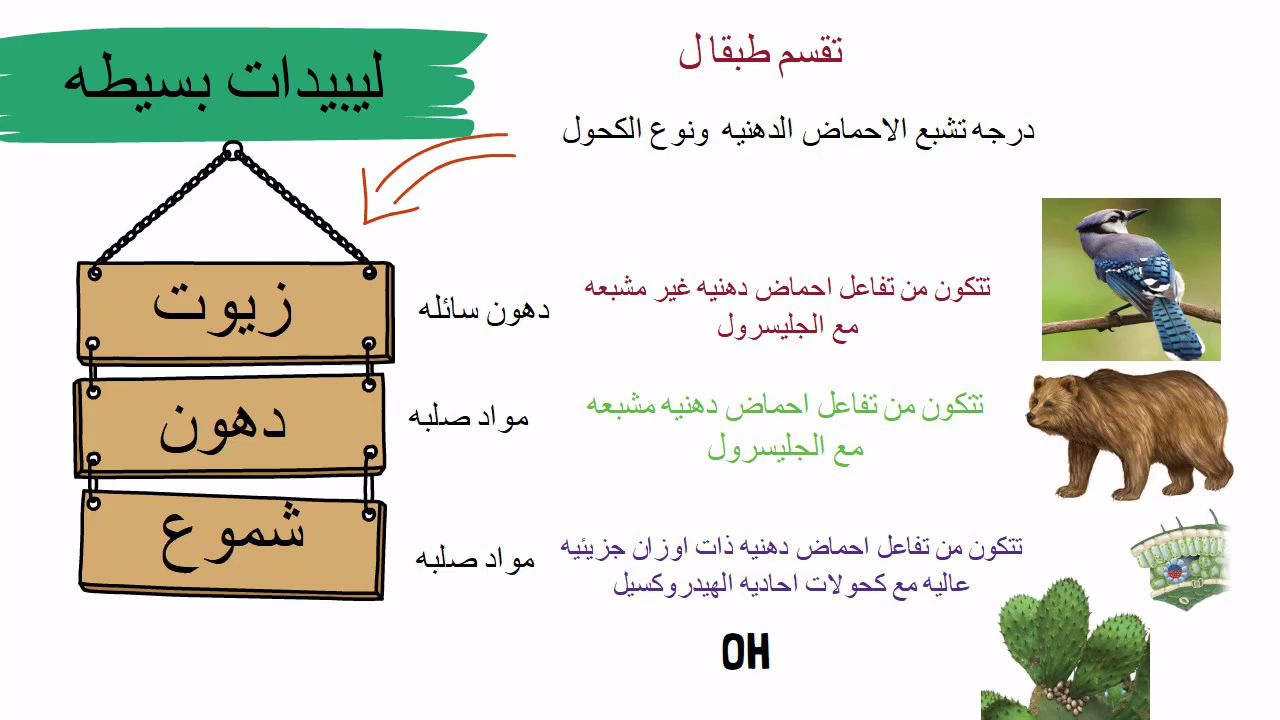 ليبيدات بسيطه
تقسم طبقا ل
درجه تشبع الاحماض الدهنيه ونوع الكحول
زيوت
دهون سائله
تتكون من تفاعل احماض دهنيه غير مشبعه
مع الجليسرول
دهون
مواد صلبه
تتكون من تفاعل احماض دهنيه مشبعه
مع الجليسرول
شموع
مواد صلبه
تتكون من تفاعل احماض دهنيه ذات اوزان جزيئيه
عاليه مع كحولات احاديه الهيدروكسيل
OH